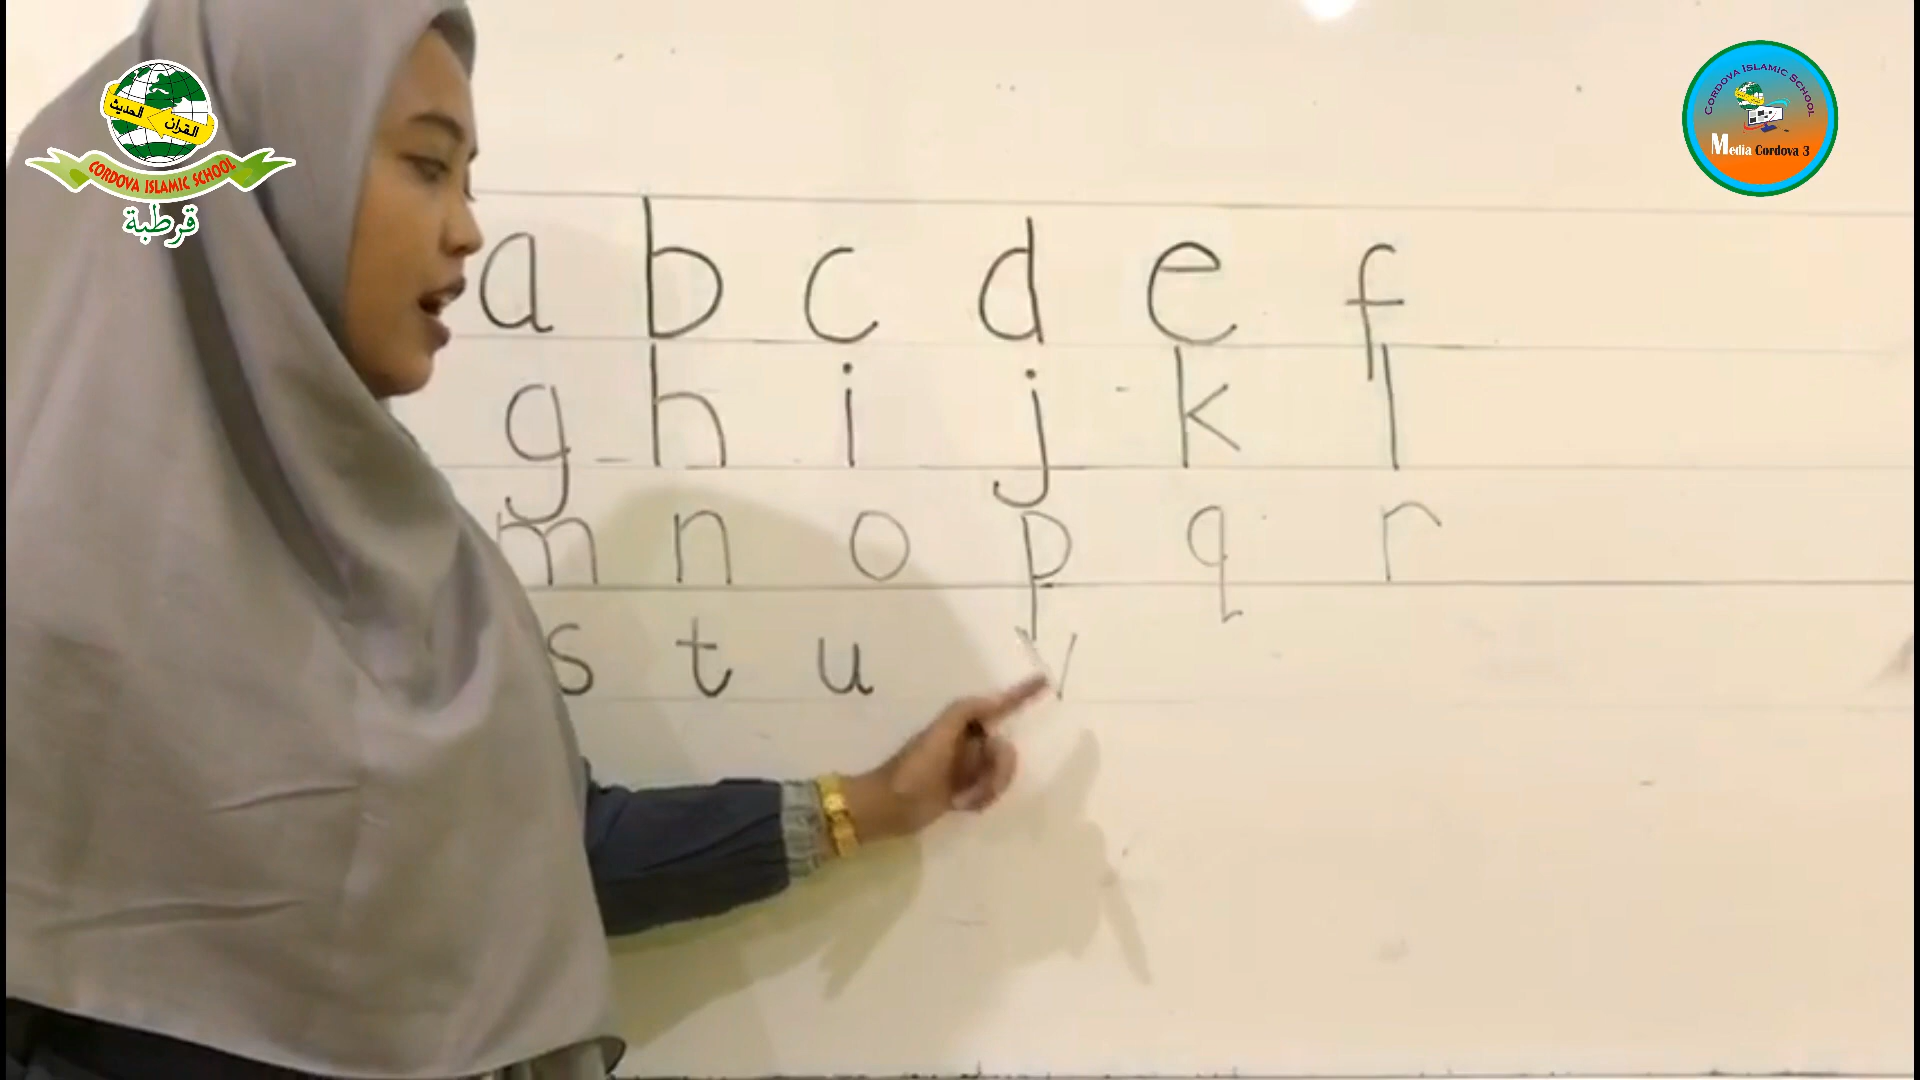 القرآن الحديث
CORDOVA ISLAMIC SCHOOL
قرطبة
CORDOVA ISLAMIC SCHOOL
Media Cordova 3
a b c d e f
g h i j k l
m n o p q r
s t u v